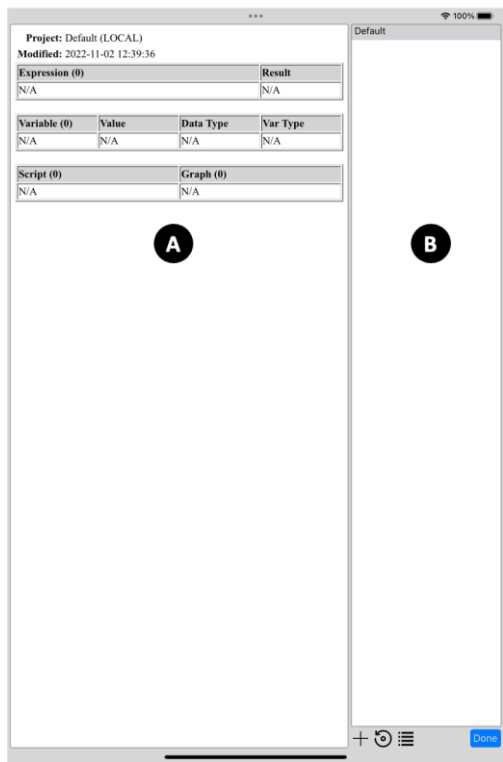 100%
Project: Default (LOCAL)
Modified: 2022-11-02 12:39:36
Expression (0) Result
N/A N/A
Variable (0) Value Data Type Var Type
N/A N/A N/A N/A
Script (0) Graph (0)
N/A N/A
A
Default
B
Done